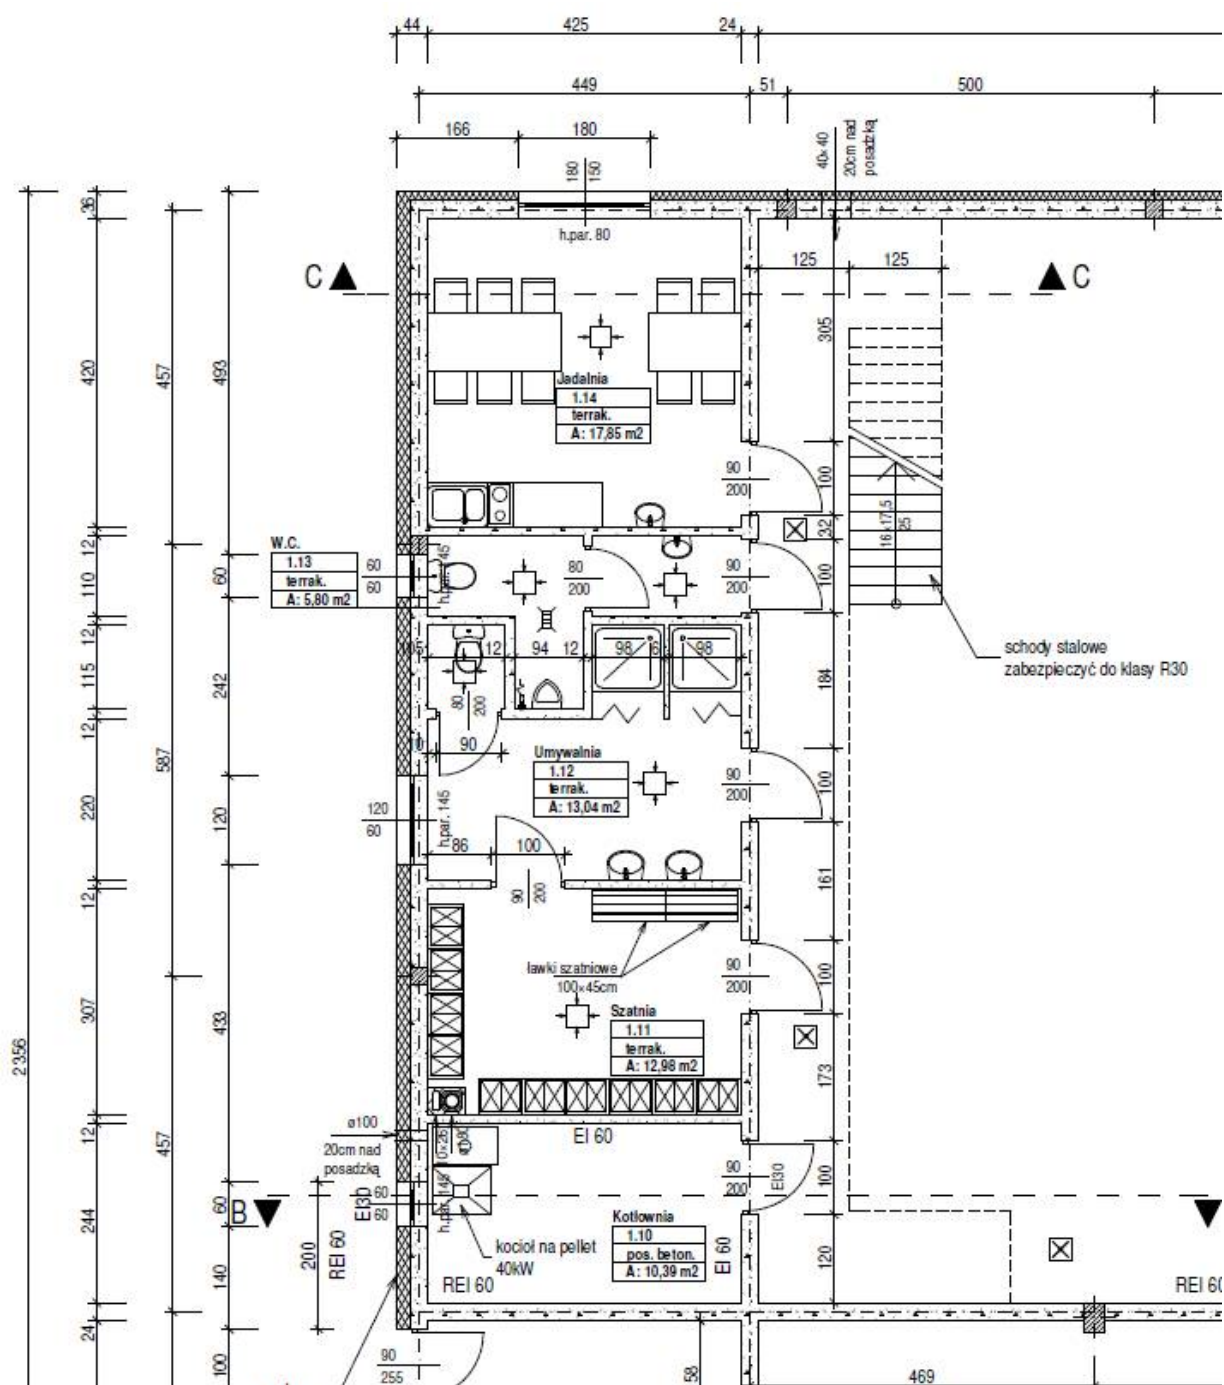 44 425 24
449 51 500
166 180
180
150
40×40
20cm nad
posadzką
h.par. 80
C C
125 125
36
420
457
493
305
Jadalnia
1.14
terrak.
A: 17,85 m2
90
200
100
32
16×17,5
25
W.C.
1.13
terrak.
A: 5,80 m2
60
60
h.par. 145
80
200
90
200
100
12
110
60
12
115
12
242
587
12 94 12 98 6 98
184
schody stalowe
zabezpieczyć do klasy R30
80
200
10 90
Umywalnia
1.12
terrak.
A: 13,04 m2
90
200
100
220
120
120
60
h.par. 145
86 100
90
200
161
12
ławki szatniowe
100×45cm
90
200
100
Szatnia
1.11
terrak.
A: 12,98 m2
307
433
2356
173
ø100
20cm nad
posadzką
12
457
EI 60
90
200
EI30
100
B
60
60
60
EI30
h.par. 145
244
200
REI 60
140
kocioł na pellet
40kW
REI 60
Kotłownia
1.10
pos. beton.
A: 10,39 m2
EI 60
120
REI 60
24
100
90
255
58
469